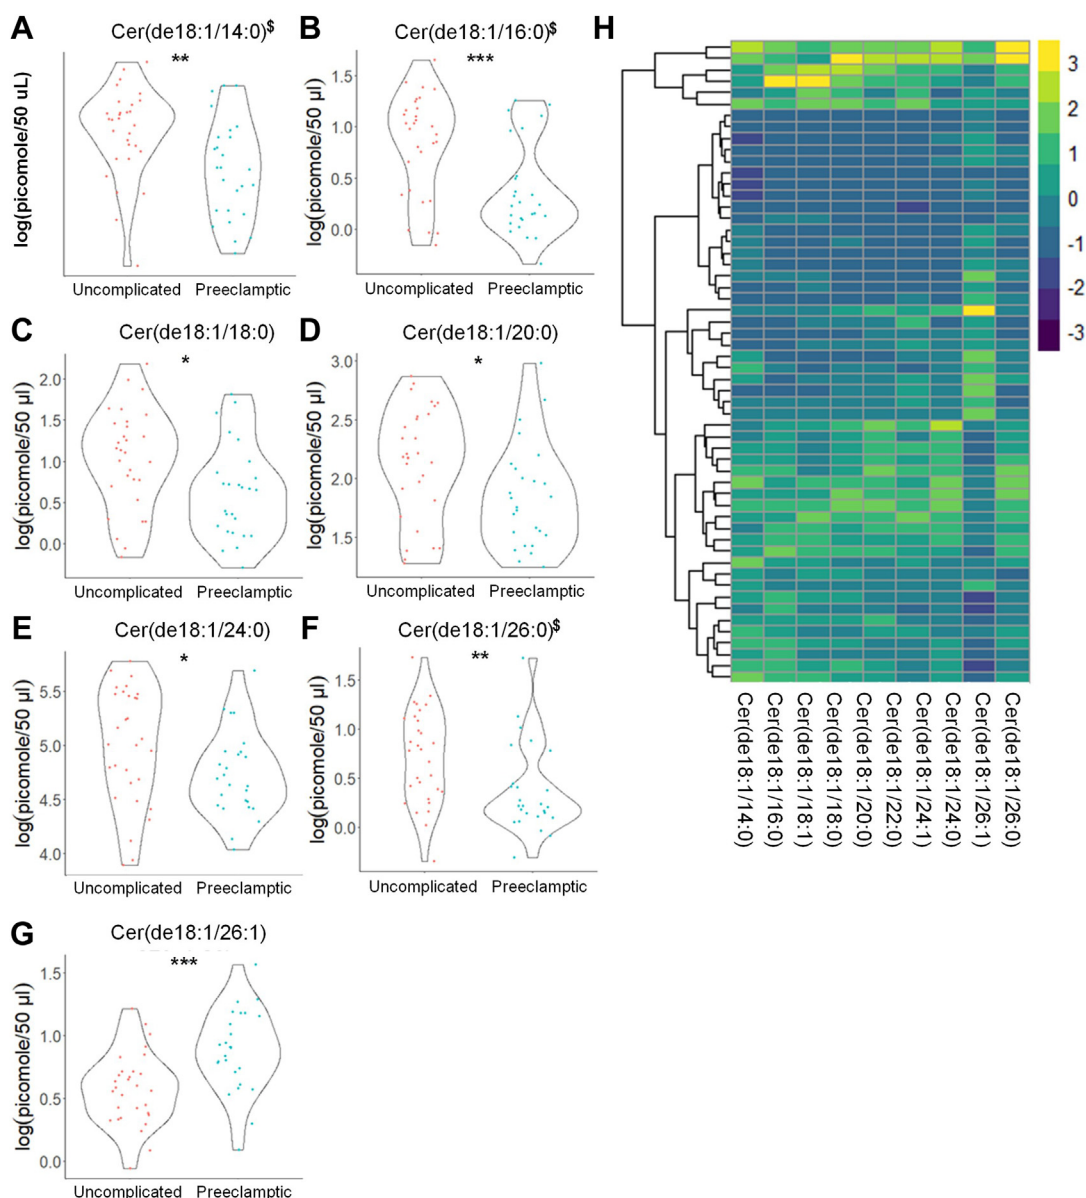 A
Cer(de18:1/14:0)$
**
log(picomole/50 uL)
Uncomplicated Preeclamptic
B
Cer(de18:1/16:0)$
***
log(picomole/50 µl)
1.5
1.0
0.5
0.0
Uncomplicated Preeclamptic
C
Cer(de18:1/18:0)
*
log(picomole/50 µl)
2.0
1.5
1.0
0.5
0.0
Uncomplicated Preeclamptic
D
Cer(de18:1/20:0)
*
log(picomole/50 µl)
3.0
2.5
2.0
1.5
Uncomplicated Preeclamptic
E
Cer(de18:1/24:0)
*
log(picomole/50 µl)
5.5
5.0
4.5
4.0
Uncomplicated Preeclamptic
F
Cer(de18:1/26:0)$
**
log(picomole/50 µl)
1.5
1.0
0.5
0.0
Uncomplicated Preeclamptic
G
Cer(de18:1/26:1)
***
log(picomole/50 µl)
1.5
1.0
0.5
0.0
Uncomplicated Preeclamptic
H
3
2
1
0
-1
-2
-3
Cer(de18:1/14:0)
Cer(de18:1/16:0)
Cer(de18:1/18:1)
Cer(de18:1/18:0)
Cer(de18:1/20:0)
Cer(de18:1/22:0)
Cer(de18:1/24:1)
Cer(de18:1/24:0)
Cer(de18:1/26:1)
Cer(de18:1/26:0)